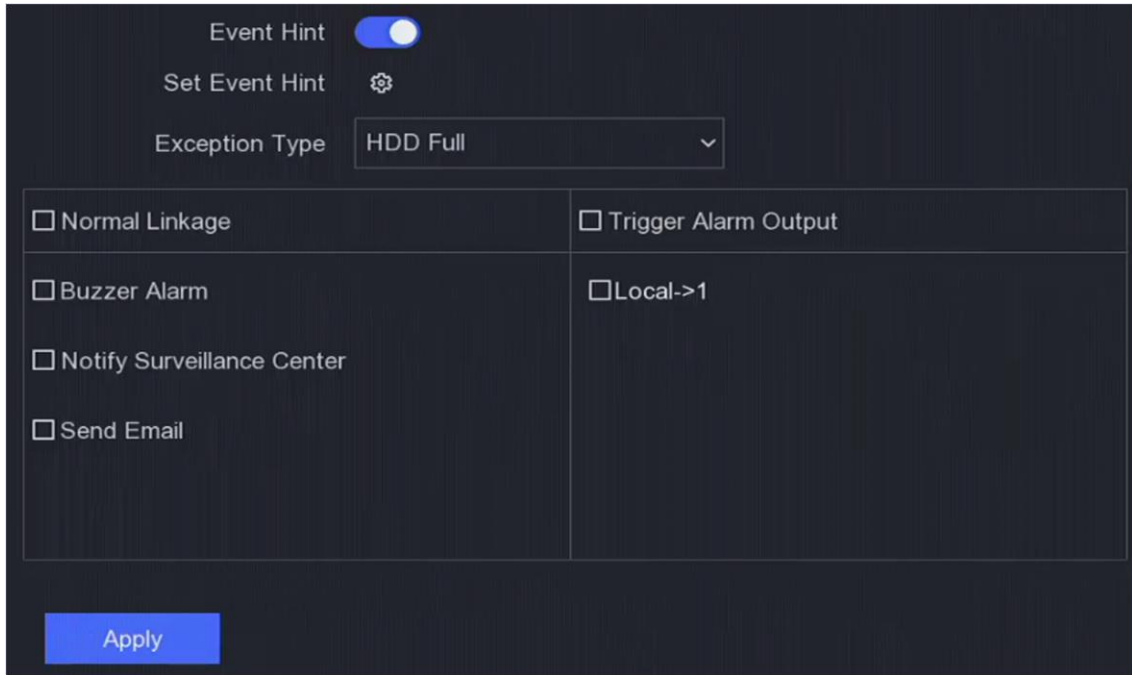 Event Hint
Set Event Hint
Exception Type HDD Full
Normal Linkage Trigger Alarm Output
Buzzer Alarm Local->1
Notify Surveillance Center
Send Email
Apply